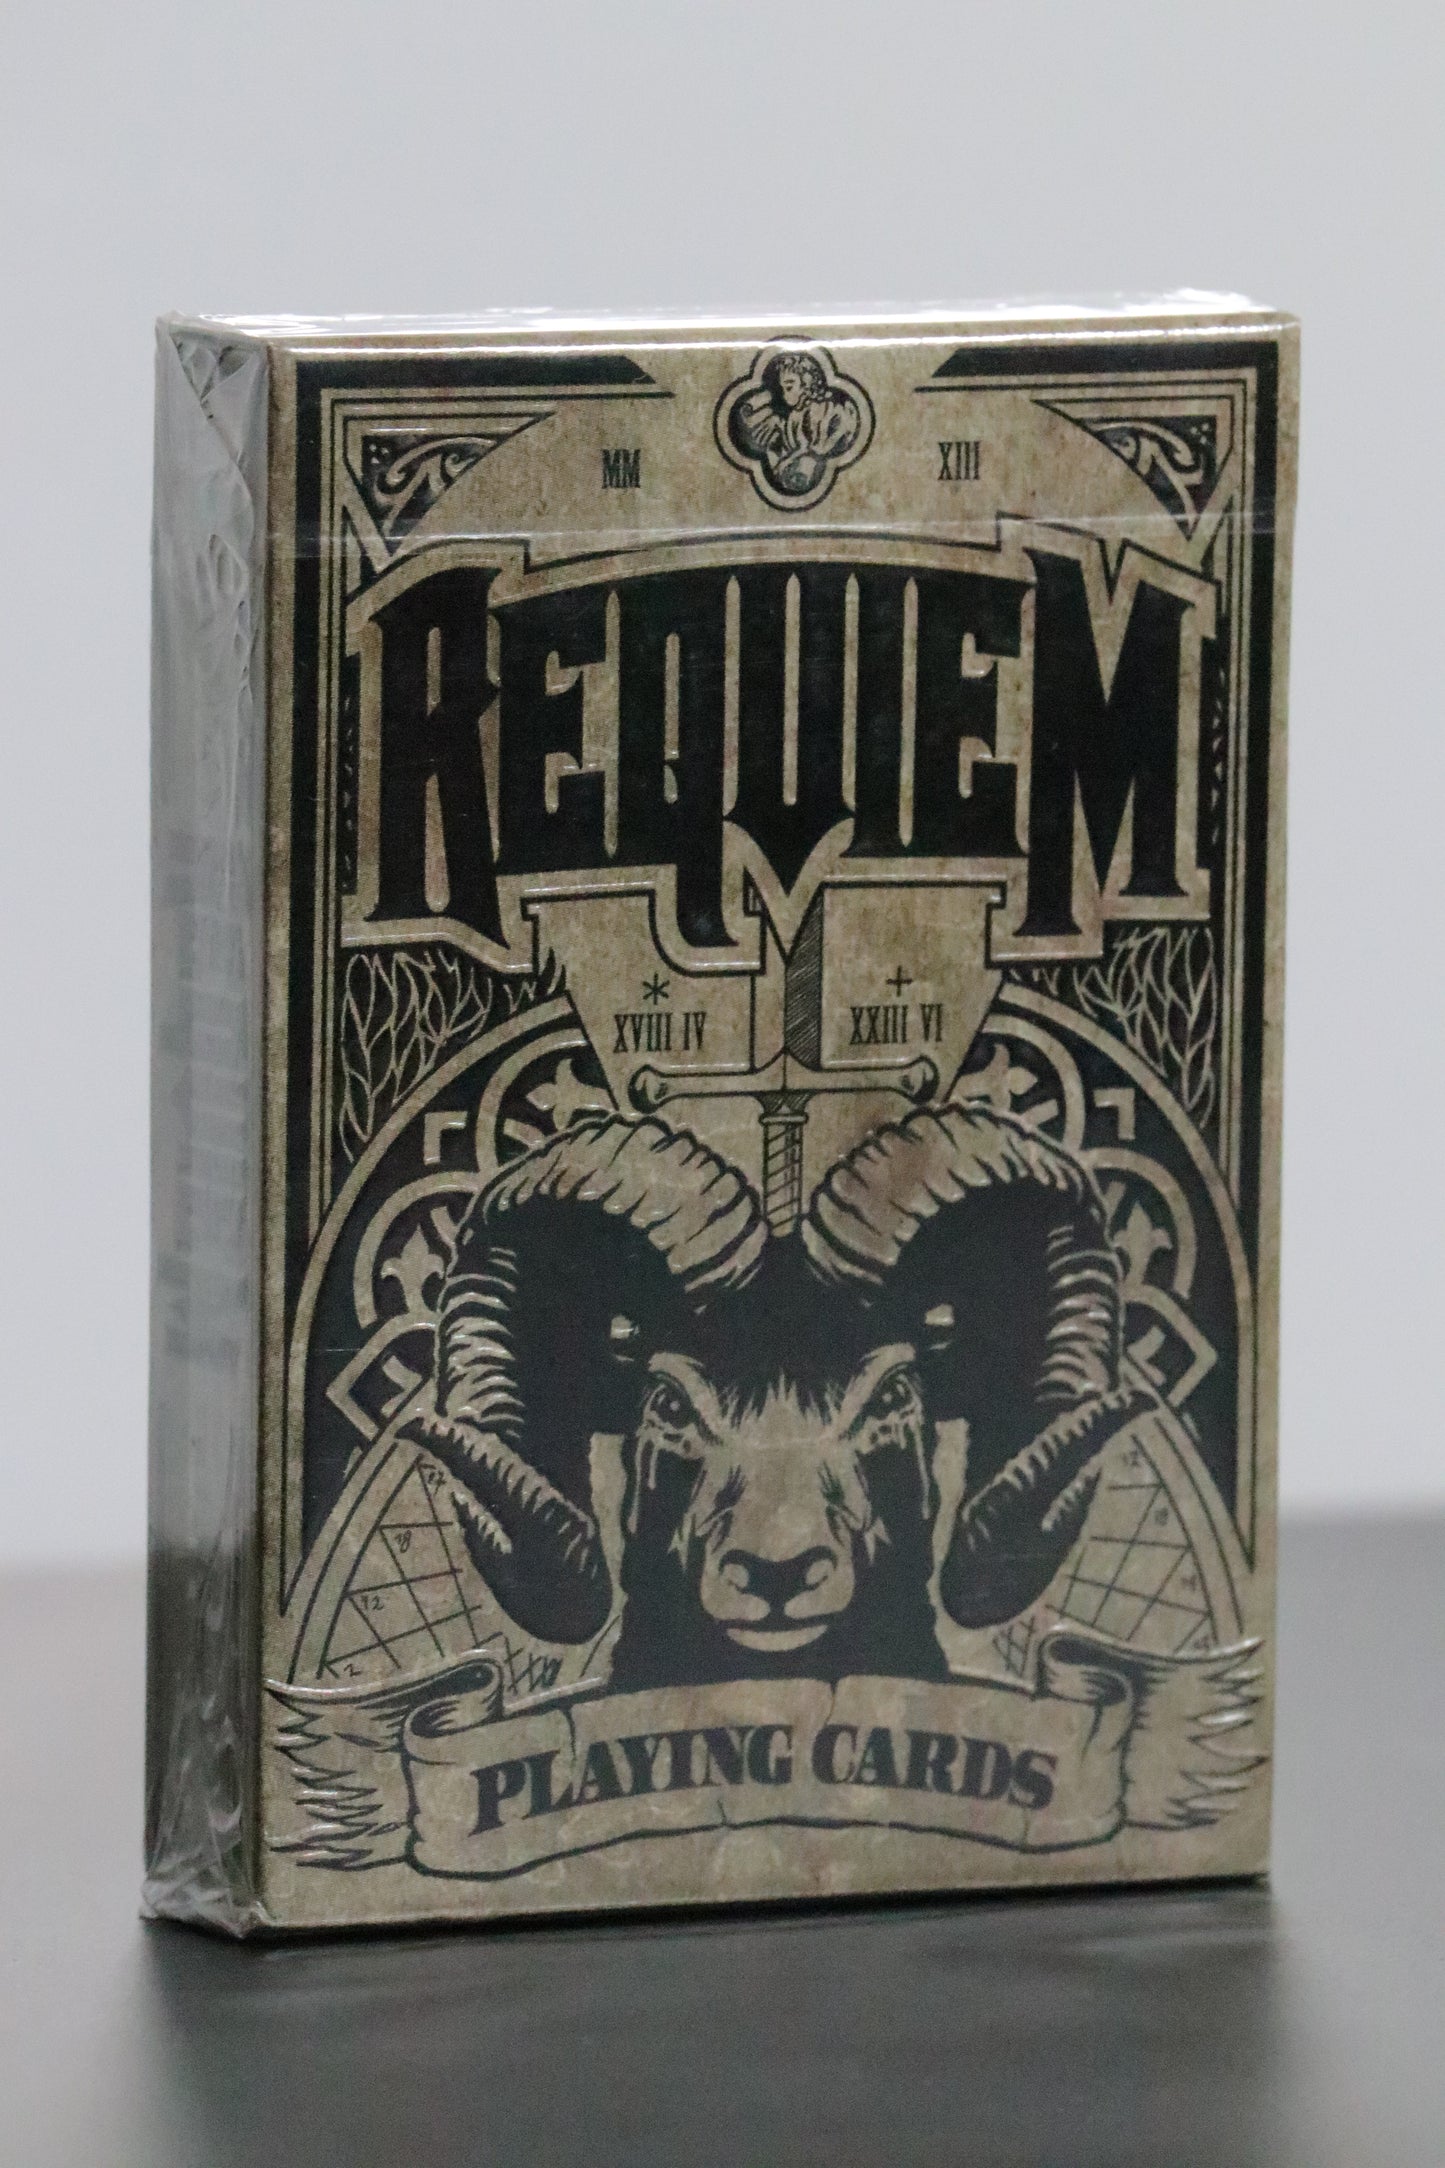 MM XIII
REQUIEM
* +
XVIII IV XXIII VI
PLAYING CARDS